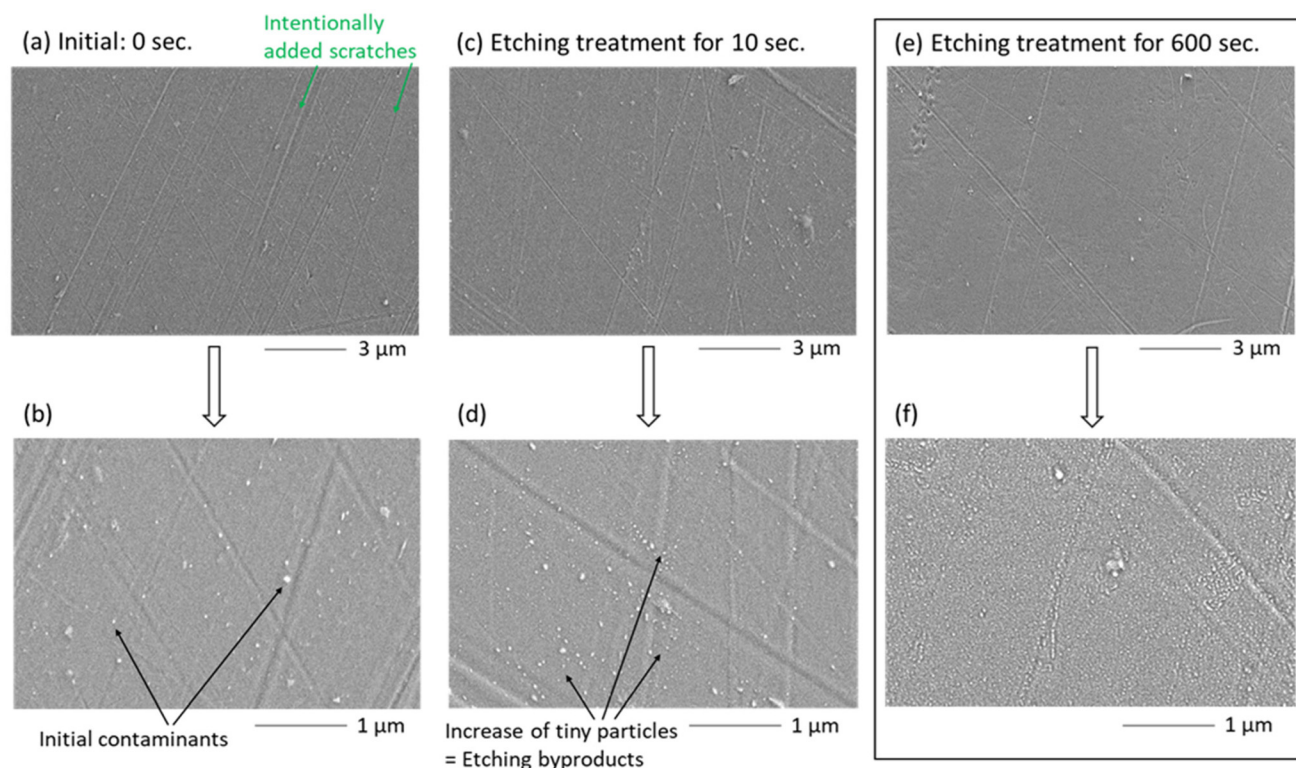 (a) Initial: 0 sec.
Intentionally
added scratches
(c) Etching treatment for 10 sec.
(e) Etching treatment for 600 sec.
3 μm
3 μm
3 μm
(b)
(d)
(f)
Initial contaminants
1 μm
Increase of tiny particles
= Etching byproducts
1 μm
1 μm